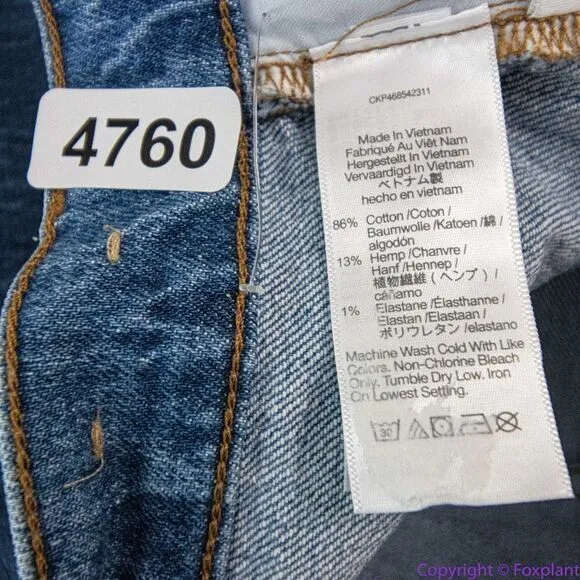 4760
CKP468542311
Made In Vietnam
Fabriqué Au Viêt Nam
Hergestellt In Vietnam
Vervaardigd In Vietnam
ベトナム製
hecho en vietnam
86% Cotton /Coton /
Baumwolle /Katoen /綿 /
algodón
13% Hemp /Chanvre /
Hanf /Hennep /
植物繊維 (ヘンプ) /
cáñamo
1% Elastane /Élasthanne /
Elastan /Elastaan /
ポリウレタン /elastano
Machine Wash Cold With Like
Colors. Non-Chlorine Bleach
Only. Tumble Dry Low. Iron
On Lowest Setting.
30
Copyright © Foxplant